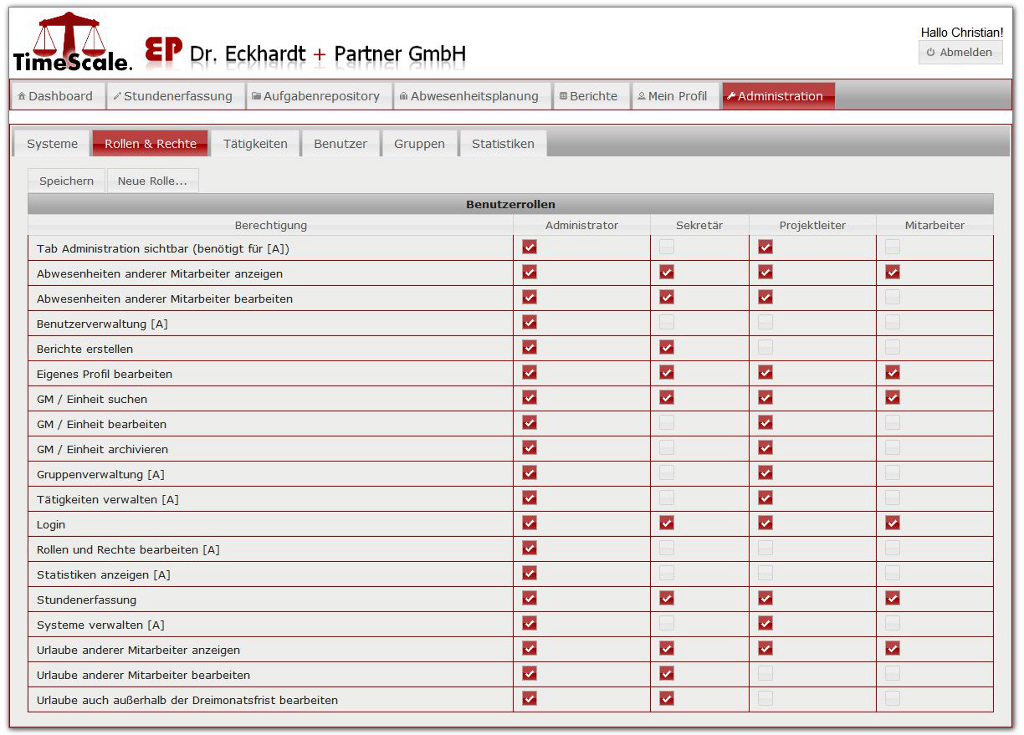 Hallo Christian!
TimeScale. EP Dr. Eckhardt + Partner GmbH
Abmelden
Dashboard Stundenerfassung Aufgabenrepository Abwesenheitsplanung Berichte Mein Profil Administration
Systeme Rollen & Rechte Tätigkeiten Benutzer Gruppen Statistiken
Speichern Neue Rolle...
Benutzerrollen
Berechtigung Administrator Sekretär Projektleiter Mitarbeiter
Tab Administration sichtbar (benötigt für [A])
Abwesenheiten anderer Mitarbeiter anzeigen
Abwesenheiten anderer Mitarbeiter bearbeiten
Benutzerverwaltung [A]
Berichte erstellen
Eigenes Profil bearbeiten
GM / Einheit suchen
GM / Einheit bearbeiten
GM / Einheit archivieren
Gruppenverwaltung [A]
Tätigkeiten verwalten [A]
Login
Rollen und Rechte bearbeiten [A]
Statistiken anzeigen [A]
Stundenerfassung
Systeme verwalten [A]
Urlaube anderer Mitarbeiter anzeigen
Urlaube anderer Mitarbeiter bearbeiten
Urlaube auch außerhalb der Dreimonatsfrist bearbeiten